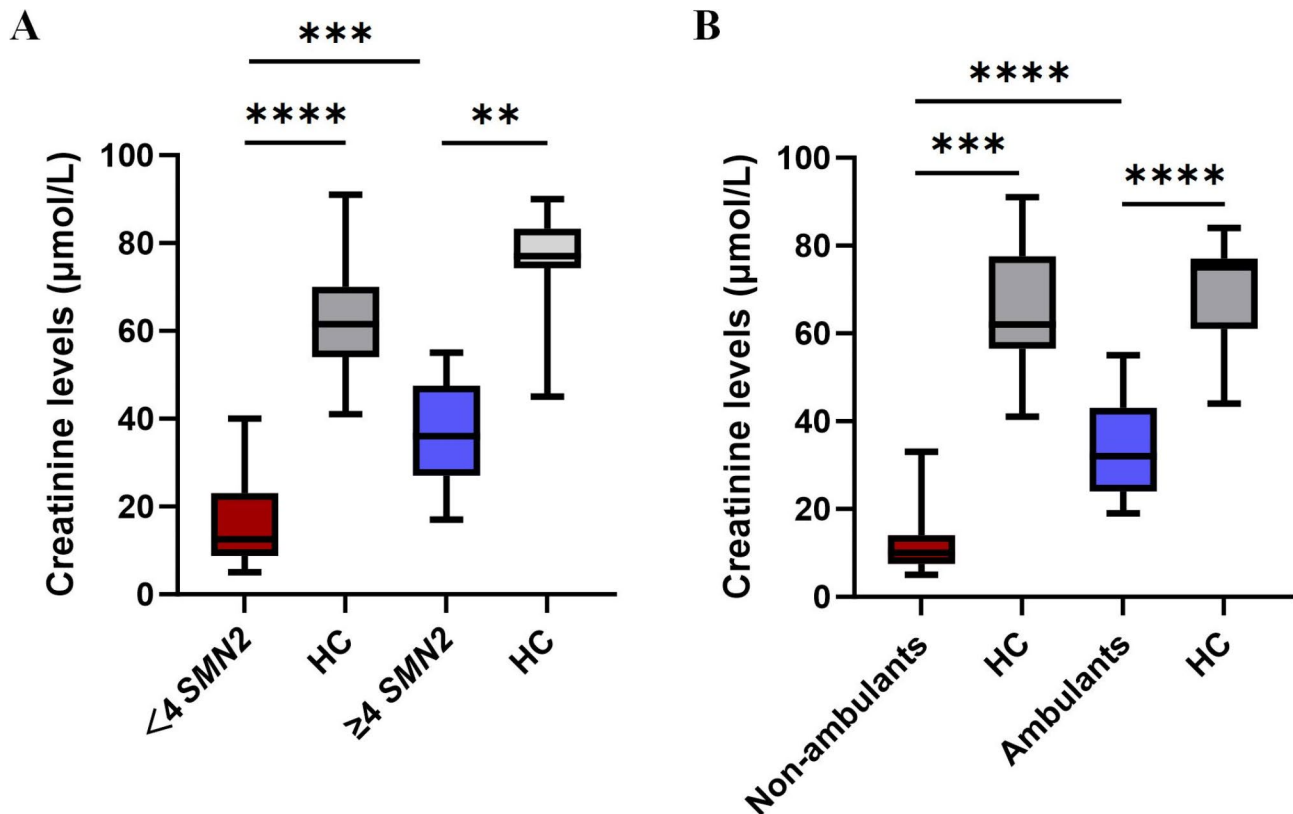 A
***
****
**
Creatinine levels (μmol/L)
100
80
60
40
20
0
<4 SMN2
HC
≥4 SMN2
HC
B
****
***
****
Creatinine levels (μmol/L)
100
80
60
40
20
0
Non-ambulants
HC
Ambulants
HC